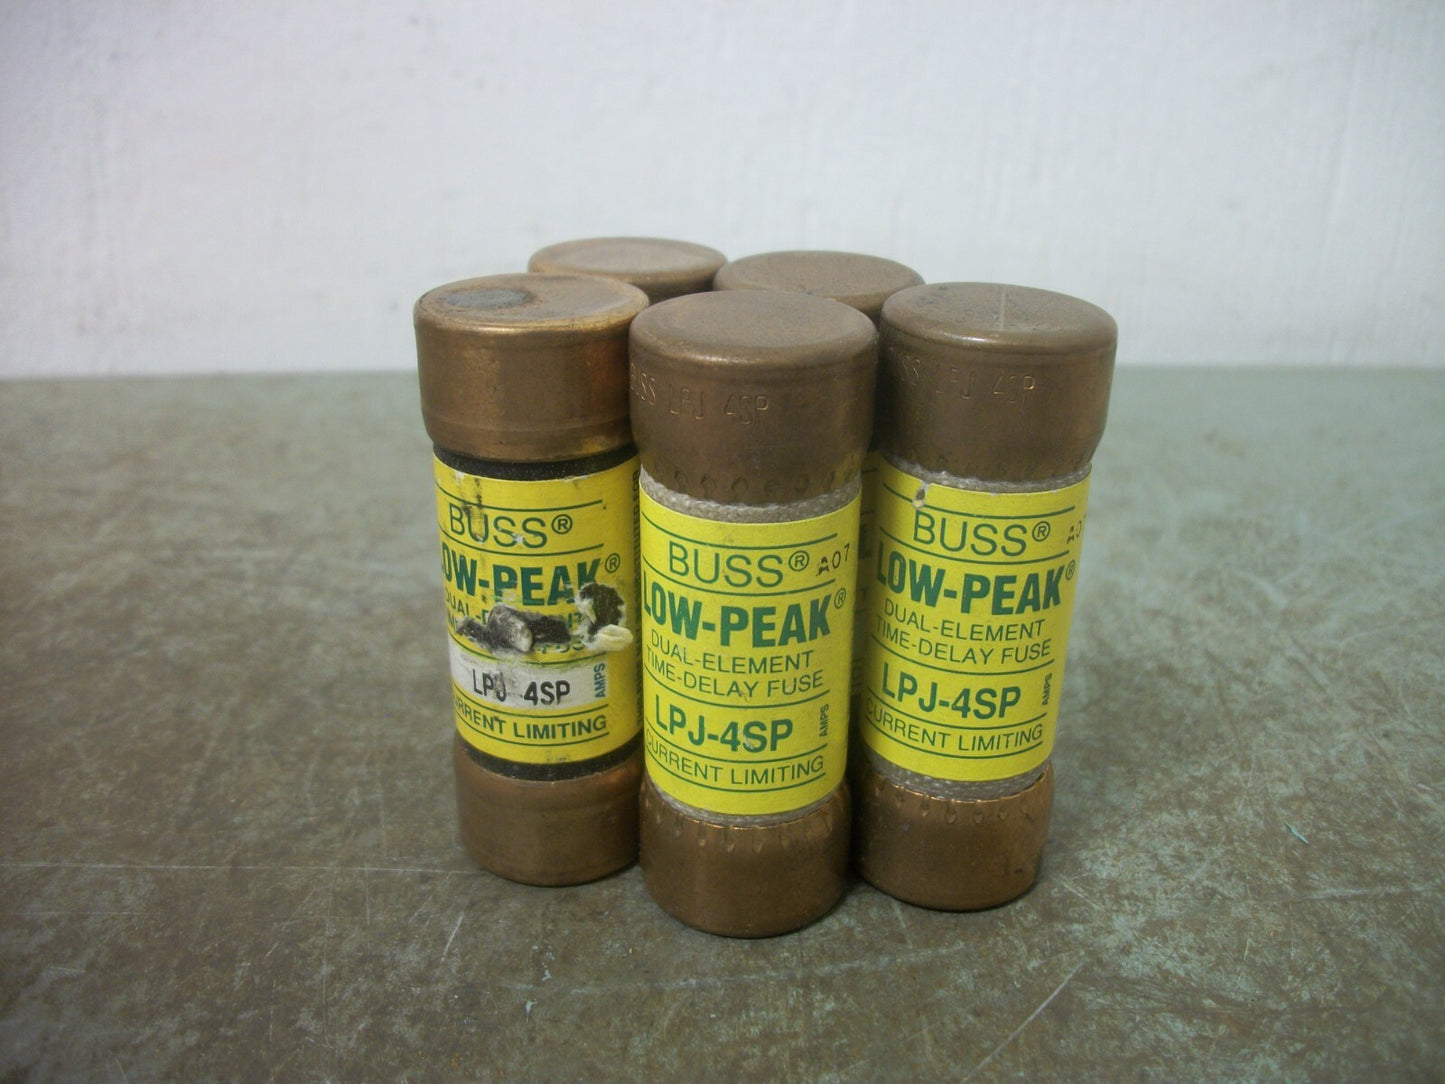 BUSS®
LOW-PEAK®
LPJ 4SP
AMPS
CURRENT LIMITING
BUSS LPJ 4SP
BUSS® A07
LOW-PEAK®
DUAL-ELEMENT
TIME-DELAY FUSE
LPJ-4SP
AMPS
CURRENT LIMITING
BUSS LPJ 4SP
BUSS® A07
LOW-PEAK®
DUAL-ELEMENT
TIME-DELAY FUSE
LPJ-4SP
AMPS
CURRENT LIMITING